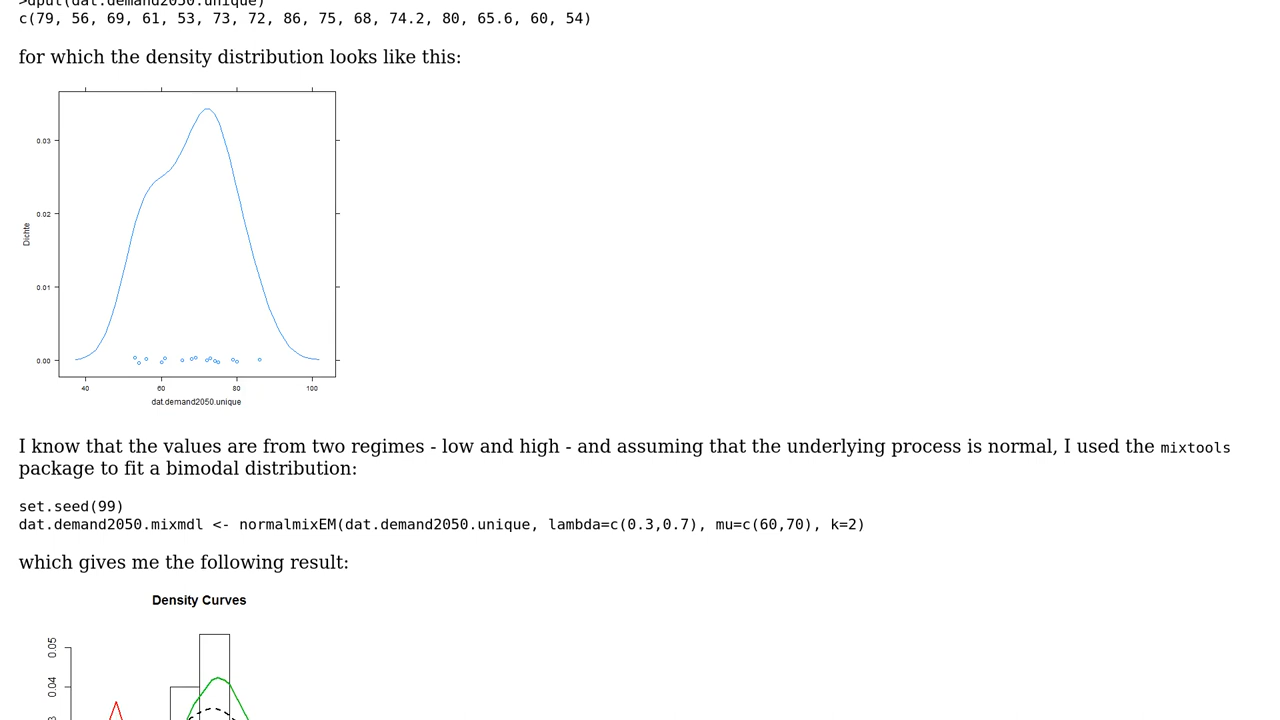 >dput(dat.demand2050.unique)
c(79, 56, 69, 61, 53, 73, 72, 86, 75, 68, 74.2, 80, 65.6, 60, 54)
for which the density distribution looks like this:
0.03
0.02
Dichte
0.01
0.00
40 60 80 100
dat.demand2050.unique
I know that the values are from two regimes - low and high - and assuming that the underlying process is normal, I used the mixtools
package to fit a bimodal distribution:
set.seed(99)
dat.demand2050.mixmdl <- normalmixEM(dat.demand2050.unique, lambda=c(0.3,0.7), mu=c(60,70), k=2)
which gives me the following result:
Density Curves
0.05
0.04